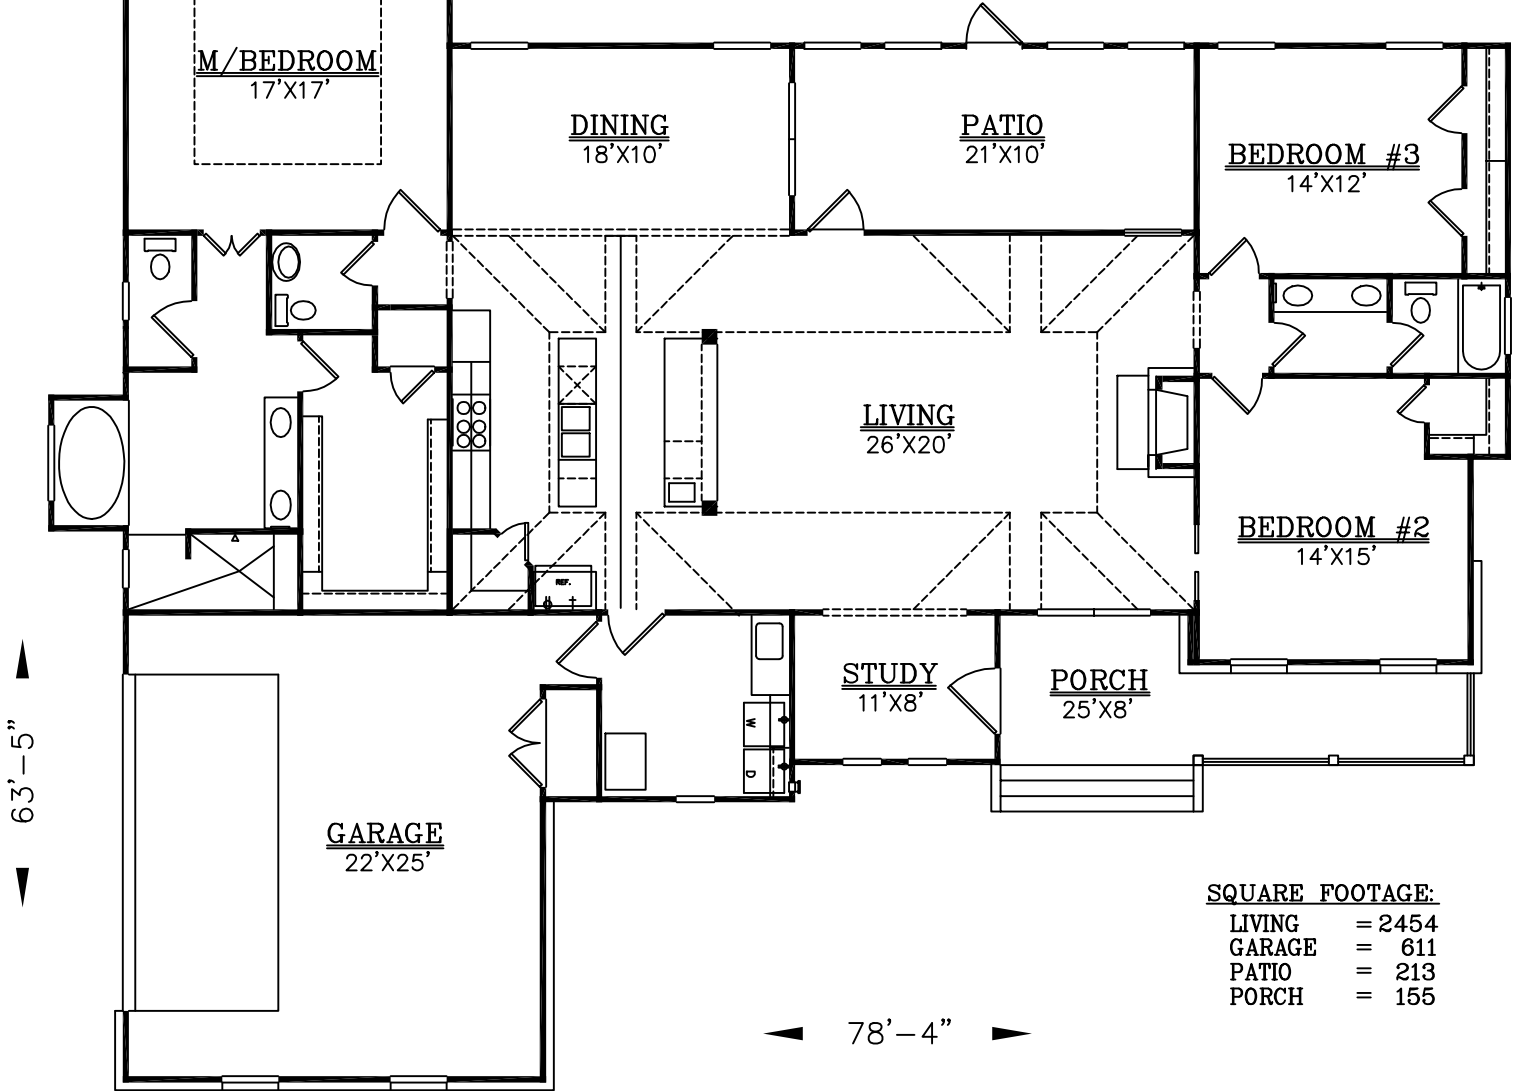 M/BEDROOM
17'X17'
DINING
18'X10'
PATIO
21'X10'
BEDROOM #3
14'X12'
LIVING
26'X20'
BEDROOM #2
14'X15'
REF.
STUDY
11'X8'
PORCH
25'X8'
W
D
63'-5"
GARAGE
22'X25'
SQUARE FOOTAGE:
LIVING = 2454
GARAGE = 611
PATIO = 213
PORCH = 155
78'-4"